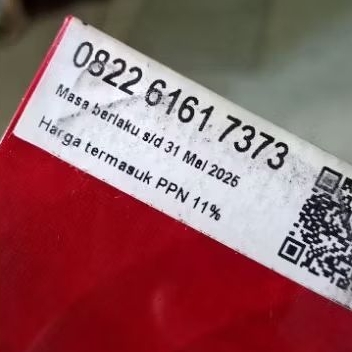 0822 6161 7373
Masa berlaku s/d 31 Mei 2025
Harga termasuk PPN 11%